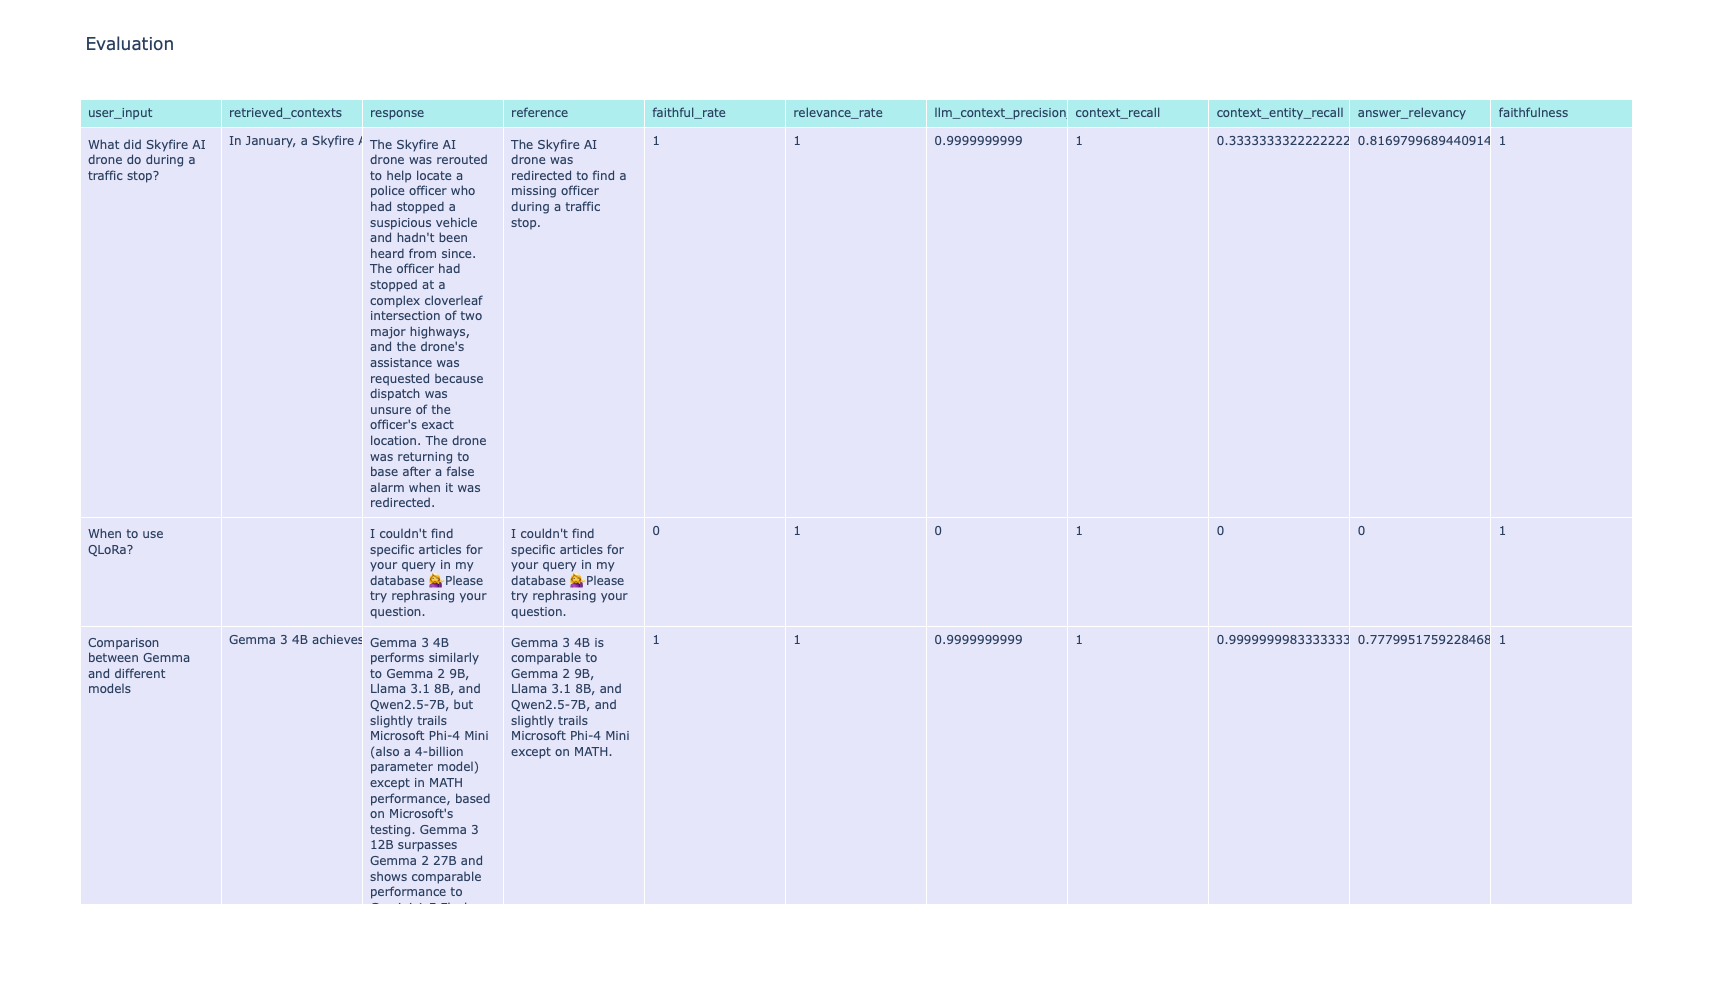 Evaluation
user_input retrieved_contexts response reference faithful_rate relevance_rate llm_context_precision context_recall context_entity_recall answer_relevancy faithfulness
What did Skyfire AI
drone do during a
traffic stop?
In January, a Skyfire
The Skyfire AI
drone was rerouted
to help locate a
police officer who
had stopped a
suspicious vehicle
and hadn't been
heard from since.
The officer had
stopped at a
complex cloverleaf
intersection of two
major highways,
and the drone's
assistance was
requested because
dispatch was
unsure of the
officer's exact
location. The drone
was returning to
base after a false
alarm when it was
redirected.
The Skyfire AI
drone was
redirected to find a
missing officer
during a traffic
stop.
1
1
0.9999999999
1
0.3333333322222222
0.8169799689440914
1
When to use
QLoRa?
I couldn't find
specific articles for
your query in my
database 🤷‍♀️Please
try rephrasing your
question.
I couldn't find
specific articles for
your query in my
database 🤷‍♀️Please
try rephrasing your
question.
0
1
0
1
0
0
1
Comparison
between Gemma
and different
models
Gemma 3 4B achieves
Gemma 3 4B
performs similarly
to Gemma 2 9B,
Llama 3.1 8B, and
Qwen2.5-7B, but
slightly trails
Microsoft Phi-4 Mini
(also a 4-billion
parameter model)
except in MATH
performance, based
on Microsoft's
testing. Gemma 3
12B surpasses
Gemma 2 27B and
shows comparable
performance to
Gemma 3 4B is
comparable to
Gemma 2 9B,
Llama 3.1 8B, and
Qwen2.5-7B, and
slightly trails
Microsoft Phi-4 Mini
except on MATH.
1
1
0.9999999999
1
0.9999999983333333
0.7779951759228468
1